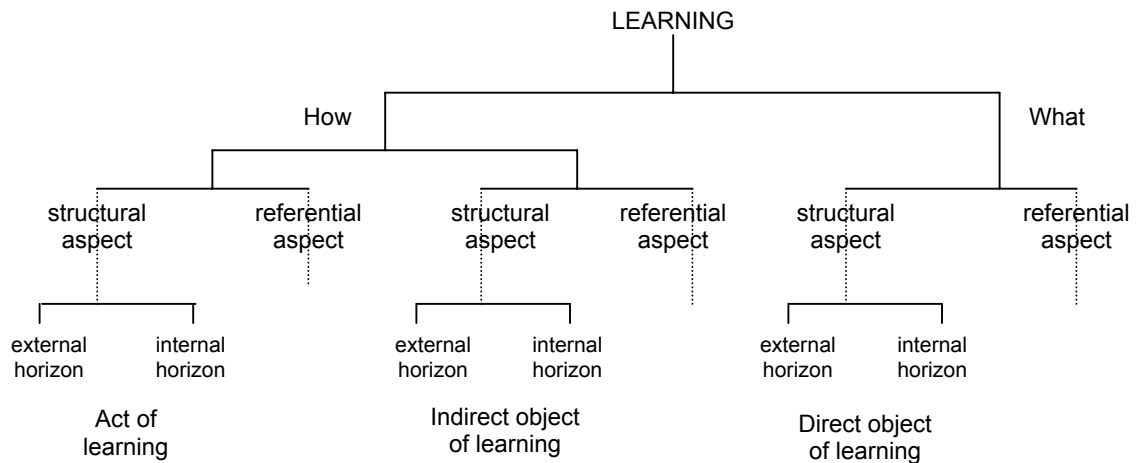 LEARNING
How What
structural referential structural referential structural referential
aspect aspect aspect aspect aspect aspect
external internal external internal external internal
horizon horizon horizon horizon horizon horizon
Act of Indirect object Direct object
learning of learning of learning